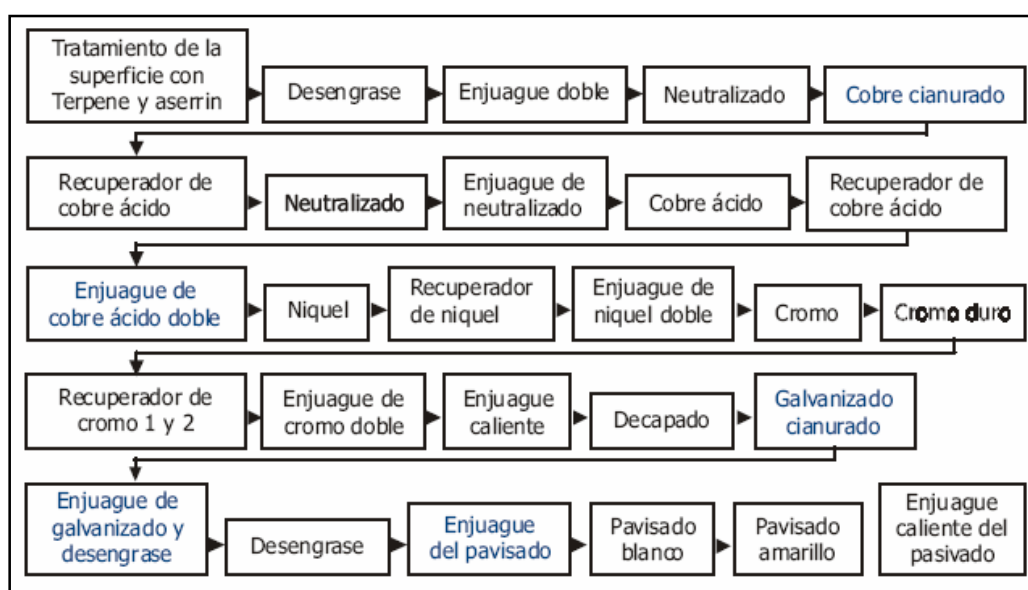 Tratamiento de la
superficie con
Terpene y aserrin
Desengrase
Enjuague doble
Neutralizado
Cobre cianurado
Recuperador de
cobre ácido
Neutralizado
Enjuague de
neutralizado
Cobre ácido
Recuperador de
cobre ácido
Enjuague de
cobre ácido doble
Niquel
Recuperador
de niquel
Enjuague de
niquel doble
Cromo
Cromo duro
Recuperador de
cromo 1 y 2
Enjuague de
cromo doble
Enjuague
caliente
Decapado
Galvanizado
cianurado
Enjuague de
galvanizado y
desengrase
Desengrase
Enjuague
del pavisado
Pavisado
blanco
Pavisado
amarillo
Enjuague
caliente del
pasivado